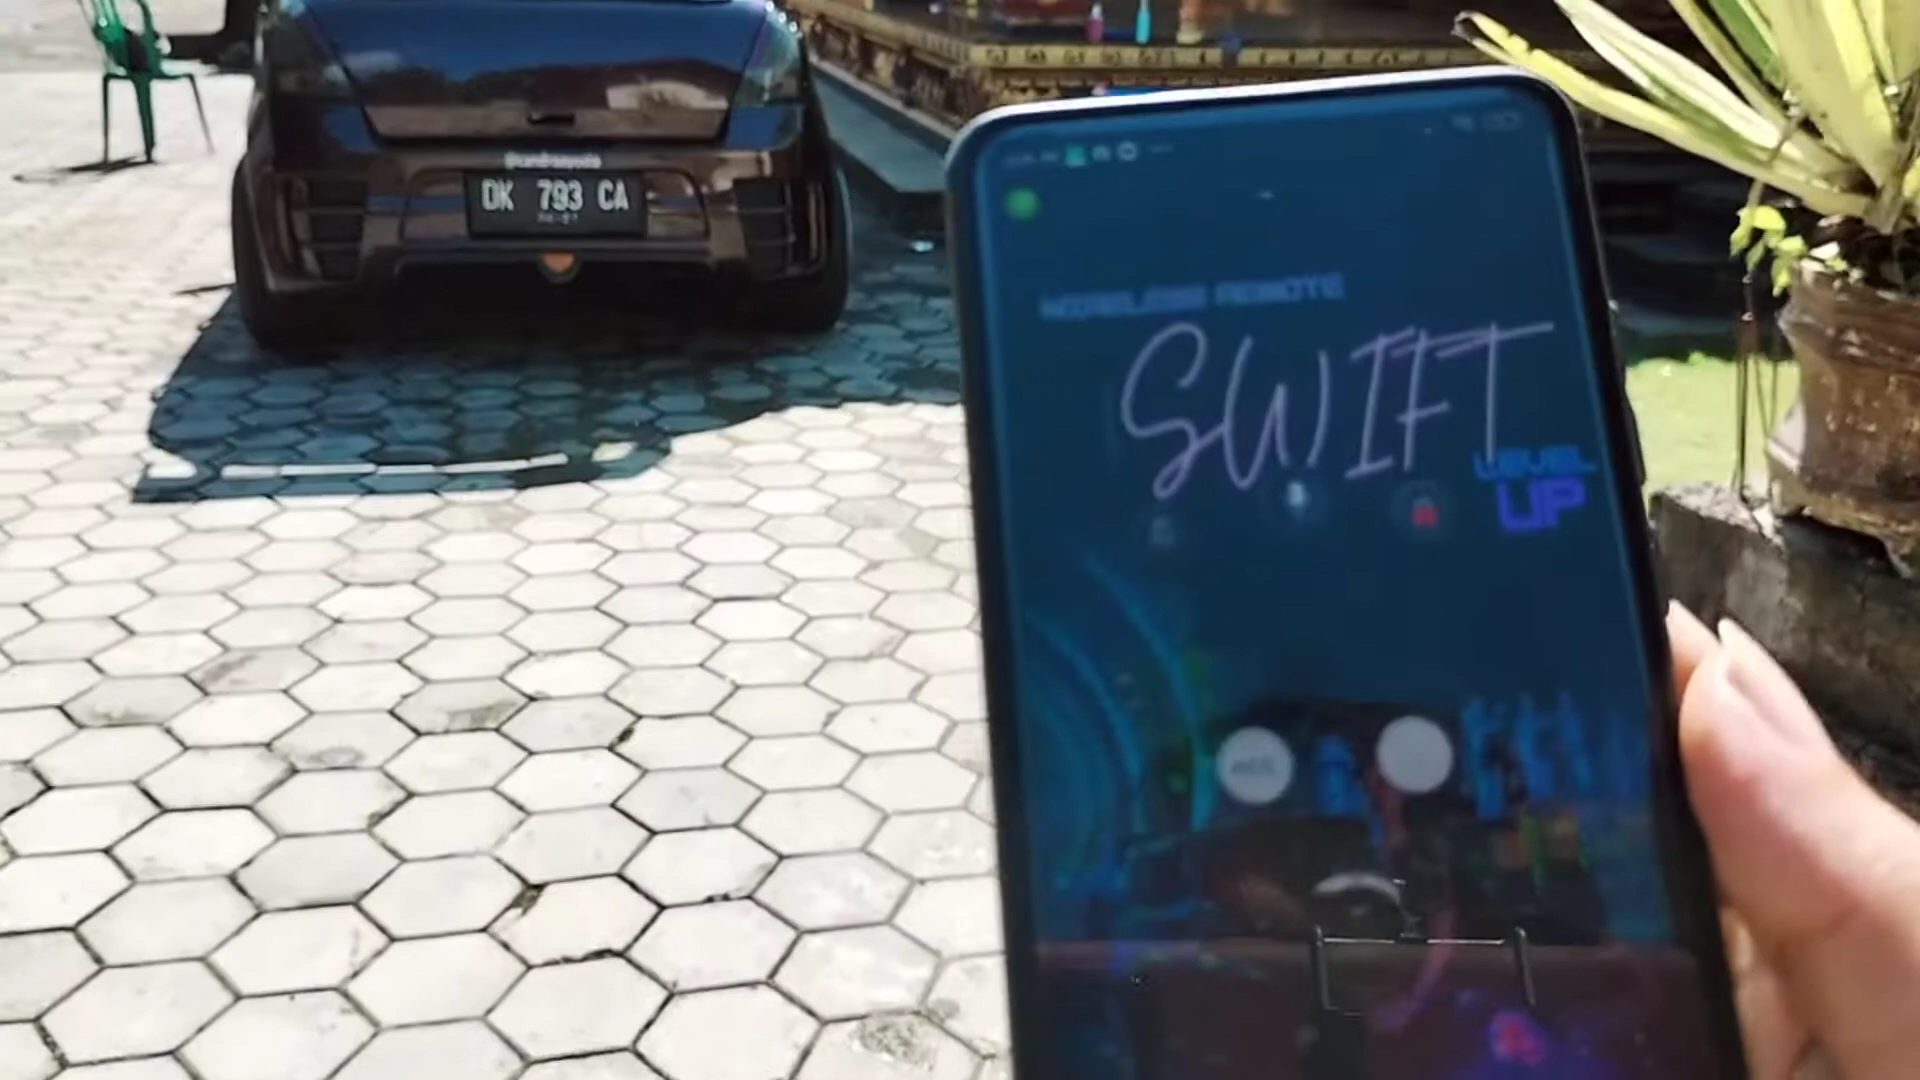 DK 793 CA
WIRELESS REMOTE
SWIFT
LEVEL
UP